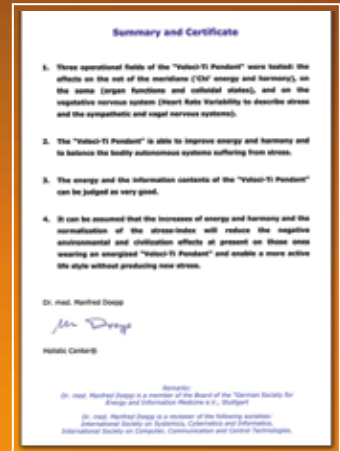 Summary and Certificate
1. Three operational fields of the "Veloci-Ti Pendant" were tested: the
effects on the net of the meridians ('Chi' energy and harmony), on
the soma (organ functions and colloidal states), and on the
vegetative nervous system (Heart Rate Variability to describe stress
and the sympathetic and vagal nervous systems).
2. The "Veloci-Ti Pendant" is able to improve energy and harmony and
to balance the bodily autonomous systems suffering from stress.
3. The energy and the information contents of the "Veloci-Ti Pendant"
can be judged as very good.
4. It can be assumed that the increases of energy and harmony and the
normalization of the stress-index will reduce the negative
environmental and civilization effects at present on those ones
wearing an energized "Veloci-Ti Pendant" and enable a more active
life style without producing new stress.
Dr. med. Manfred Doepp
Holistic Center®
Remarks:
Dr. med. Manfred Doepp is a member of the Board of the "German Society for
Energy and Information Medicine e.V., Stuttgart
Dr. med. Manfred Doepp is a reviewer of the following societies:
International Society on Systemics, Cybernetics and Informatics,
International Society on Computer, Communication and Control Technologies.